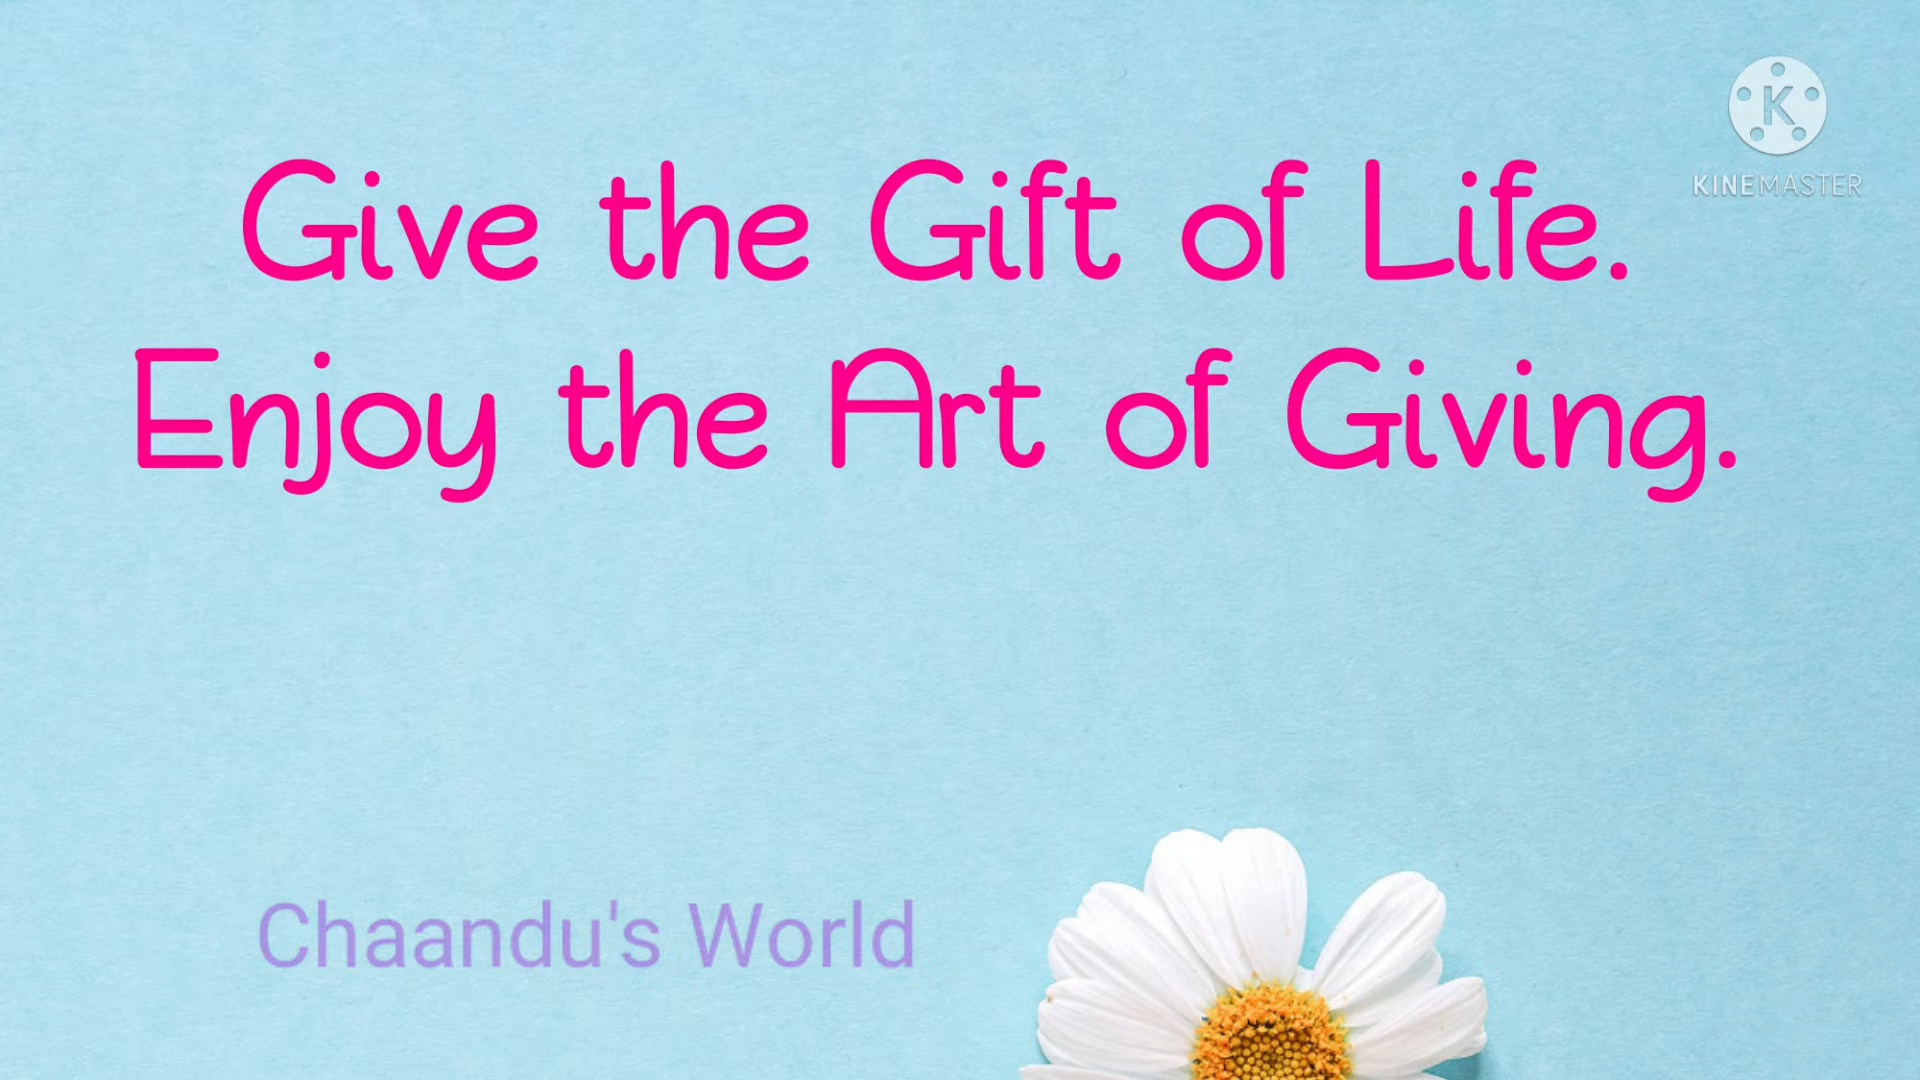 K
KINEMASTER
Give the Gift of Life.
Enjoy the Art of Giving.
Chaandu's World